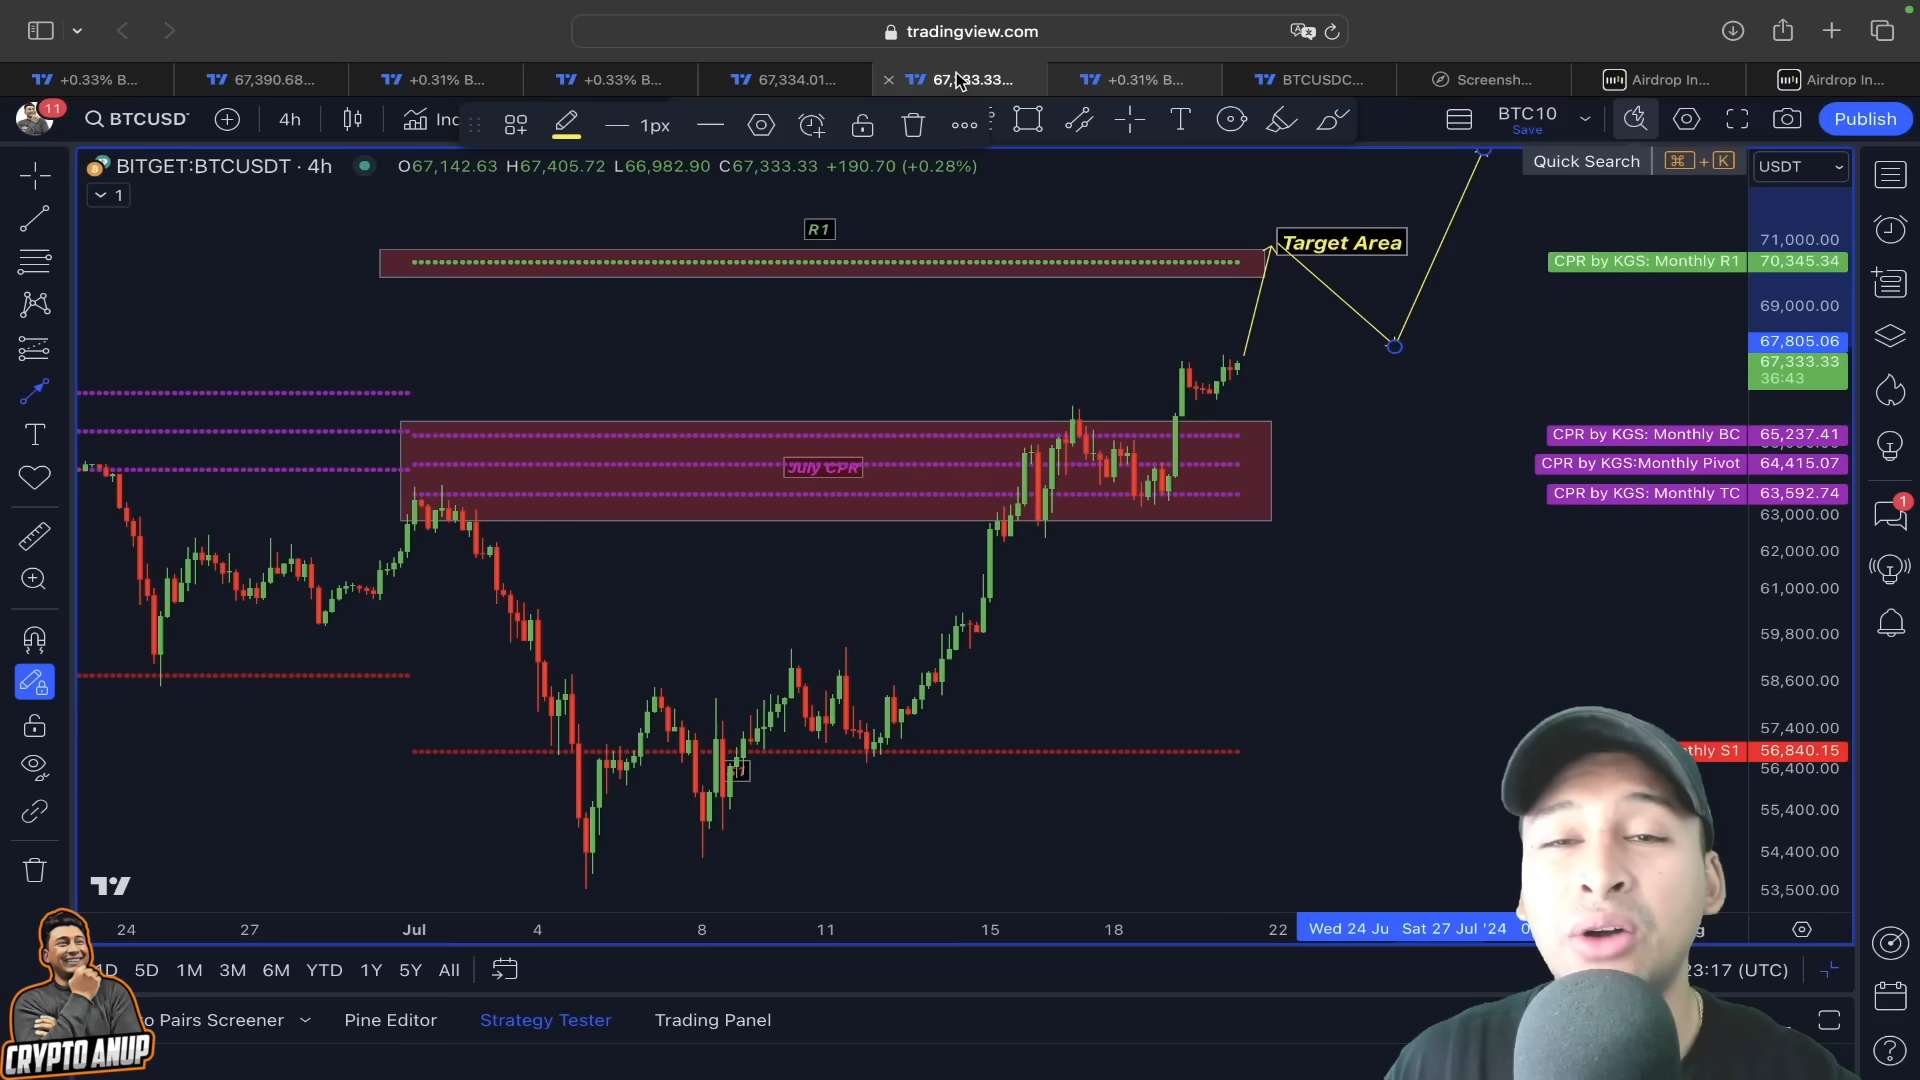 tradingview.com
+0.33% B...
67,390.68...
+0.31% B...
+0.33% B...
67,334.01...
+0.31% B...
BTCUSDC...
Screensh...
Airdrop In...
Airdrop In...
11
BTCUSD
4h
1px
T
BTC10
Save
Publish
BITGET:BTCUSDT · 4h
O67,142.63 H67,405.72 L66,982.90 C67,333.33 +190.70 (+0.28%)
Quick Search
⌘ + K
USDT
1
R1
Target Area
71,000.00
CPR by KGS: Monthly R1 70,345.34
69,000.00
67,805.06
67,333.33
36:43
CPR by KGS: Monthly BC 65,237.41
July CPR
CPR by KGS:Monthly Pivot 64,415.07
CPR by KGS: Monthly TC 63,592.74
63,000.00
1
62,000.00
61,000.00
59,800.00
58,600.00
57,400.00
thly S1 56,840.15
56,400.00
55,400.00
54,400.00
53,500.00
24 27 Jul 4 8 11 15 18 22 Wed 24 Ju Sat 27 Jul '24
1D 5D 1M 3M 6M YTD 1Y 5Y All
23:17 (UTC)
o Pairs Screener Pine Editor Strategy Tester Trading Panel
CRYPTO ANUP